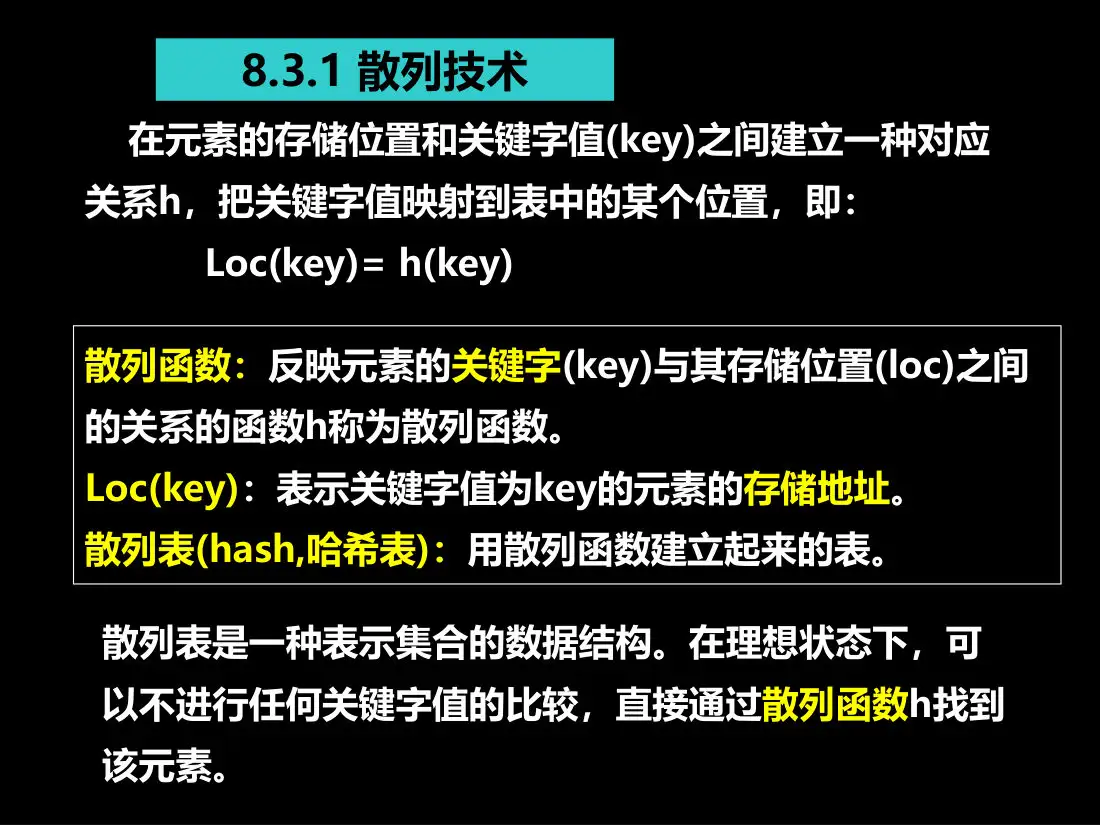 8.3.1 散列技术
在元素的存储位置和关键字值(key)之间建立一种对应
关系h，把关键字值映射到表中的某个位置，即：
Loc(key)= h(key)
散列函数：反映元素的关键字(key)与其存储位置(loc)之间
的关系的函数h称为散列函数。
Loc(key)：表示关键字值为key的元素的存储地址。
散列表(hash,哈希表)：用散列函数建立起来的表。
散列表是一种表示集合的数据结构。在理想状态下，可
以不进行任何关键字值的比较，直接通过散列函数h找到
该元素。